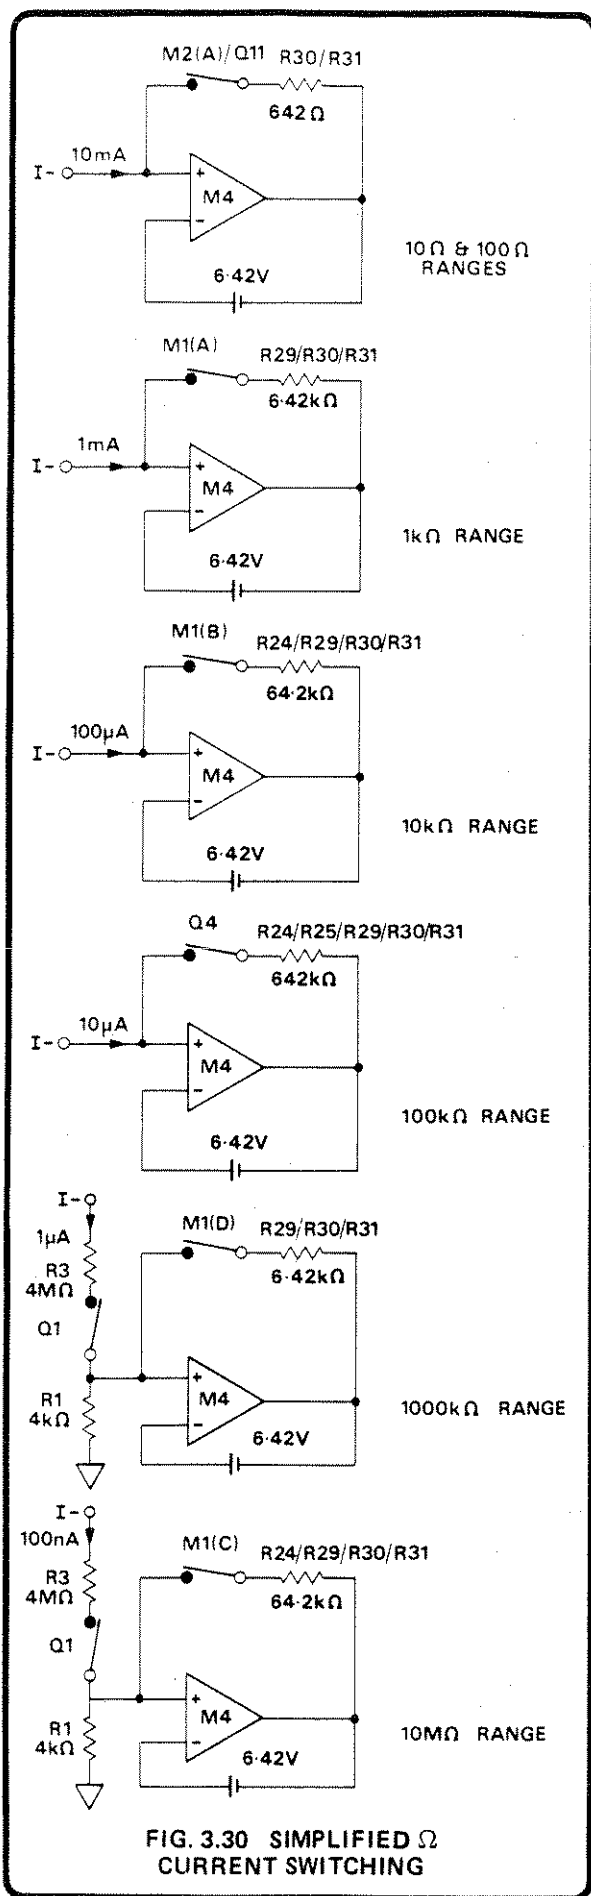 M2(A)/Q11 R30/R31
642Ω
10mA
I-
+
M4
-
6·42V
10Ω & 100Ω
RANGES
M1(A) R29/R30/R31
6·42kΩ
1mA
I-
+
M4
-
6·42V
1kΩ RANGE
M1(B) R24/R29/R30/R31
64·2kΩ
100µA
I-
+
M4
-
6·42V
10kΩ RANGE
Q4 R24/R25/R29/R30/R31
642kΩ
10µA
I-
+
M4
-
6·42V
100kΩ RANGE
I-
1µA
R3
4MΩ
Q1
R1
4kΩ
M1(D) R29/R30/R31
6·42kΩ
+
M4
-
6·42V
1000kΩ RANGE
I-
100nA
R3
4MΩ
Q1
R1
4kΩ
M1(C) R24/R29/R30/R31
64·2kΩ
+
M4
-
6·42V
10MΩ RANGE
FIG. 3.30 SIMPLIFIED Ω
CURRENT SWITCHING